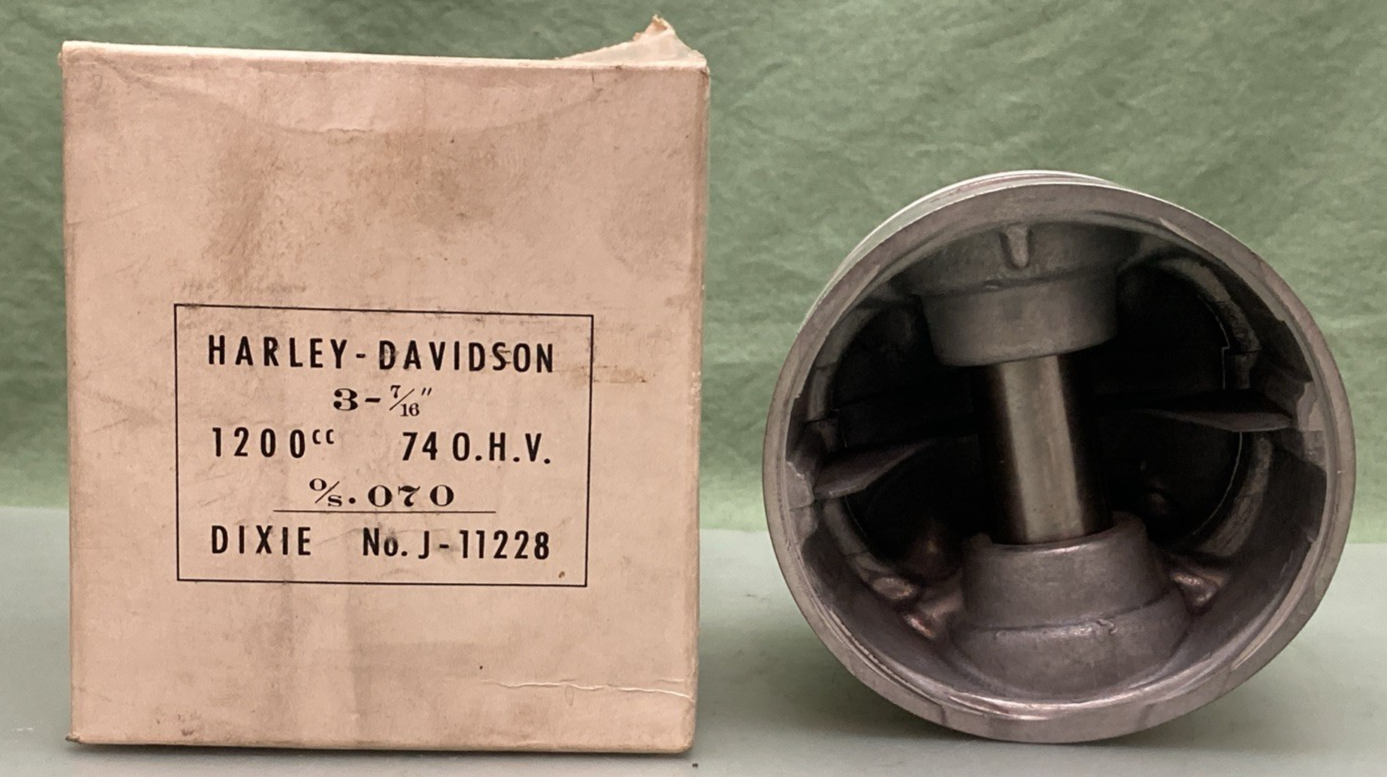 HARLEY-DAVIDSON
3-7/16"
1200cc 74 O.H.V.
o/s .070
DIXIE No. J-11228